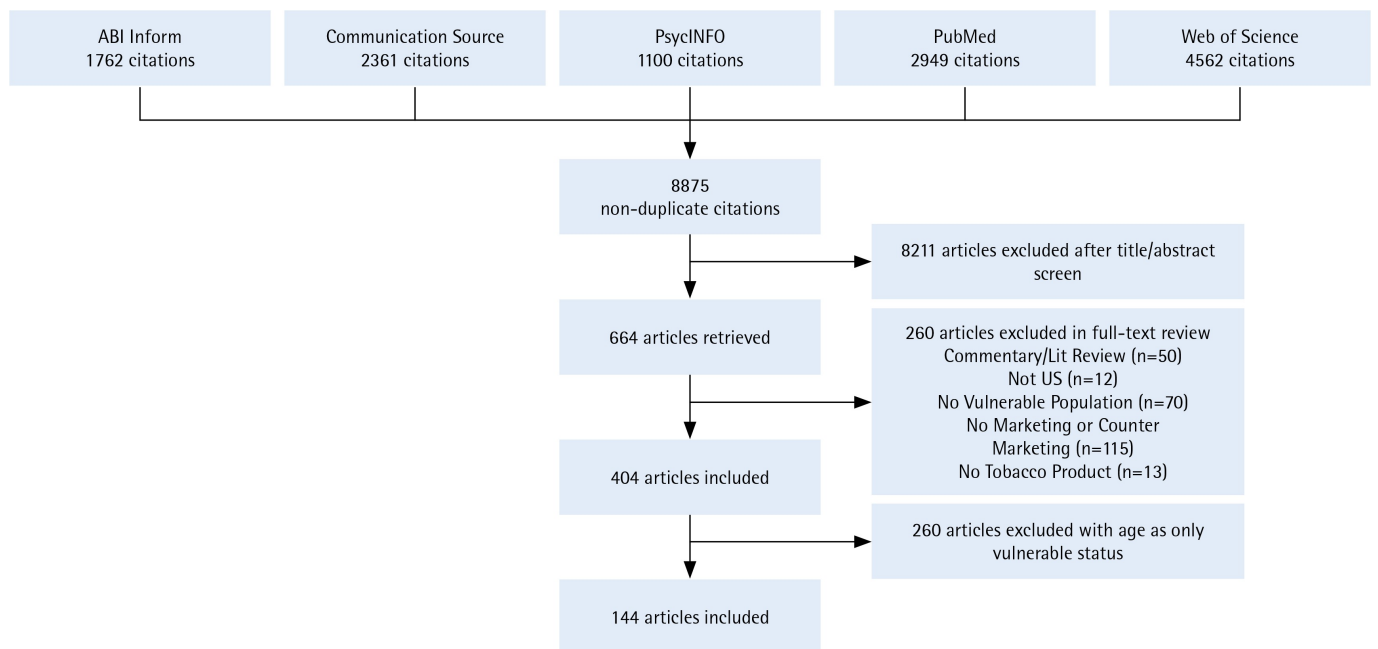 ABI Inform
1762 citations
Communication Source
2361 citations
PsycINFO
1100 citations
PubMed
2949 citations
Web of Science
4562 citations
8875
non-duplicate citations
8211 articles excluded after title/abstract
screen
664 articles retrieved
260 articles excluded in full-text review
Commentary/Lit Review (n=50)
Not US (n=12)
No Vulnerable Population (n=70)
No Marketing or Counter
Marketing (n=115)
No Tobacco Product (n=13)
404 articles included
260 articles excluded with age as only
vulnerable status
144 articles included